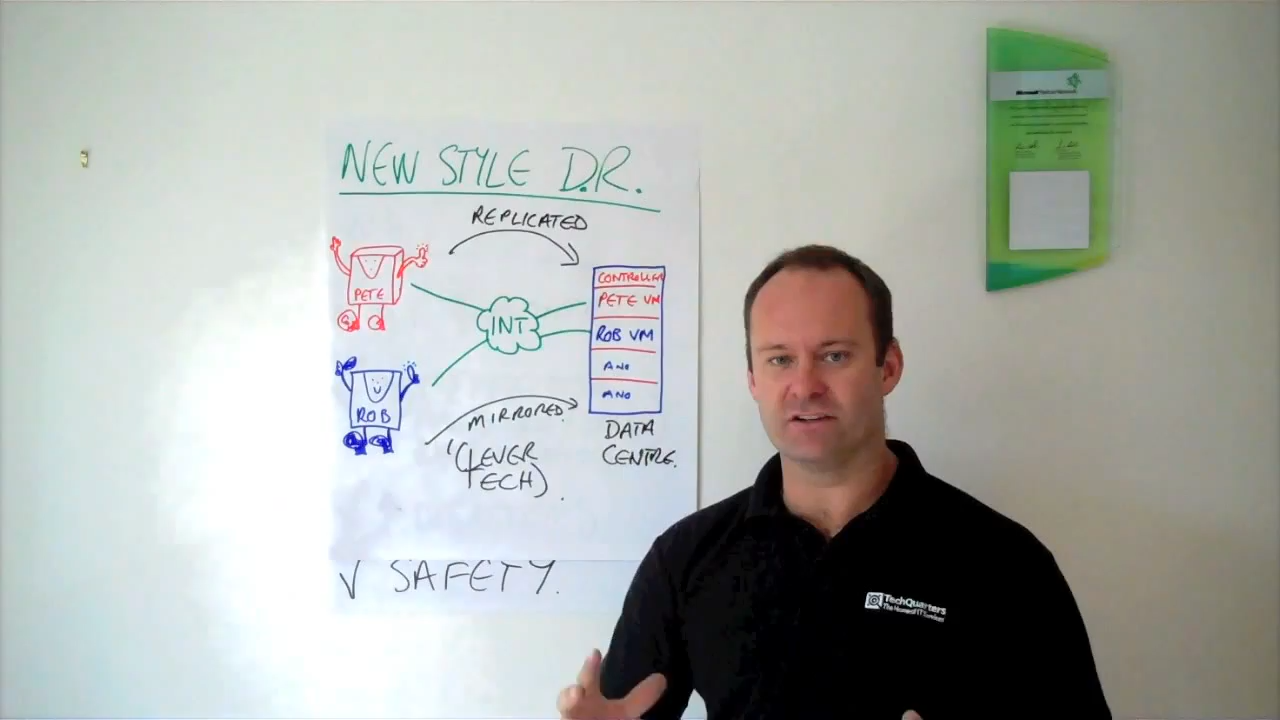 NEW STYLE D.R.
REPLICATED
PETE
INT
CONTROLLER
PETE VM
ROB VM
ANO
ANO
ROB
MIRRORED.
(CLEVER
TECH).
DATA
CENTRE.
√ SAFETY.
TechQuarters